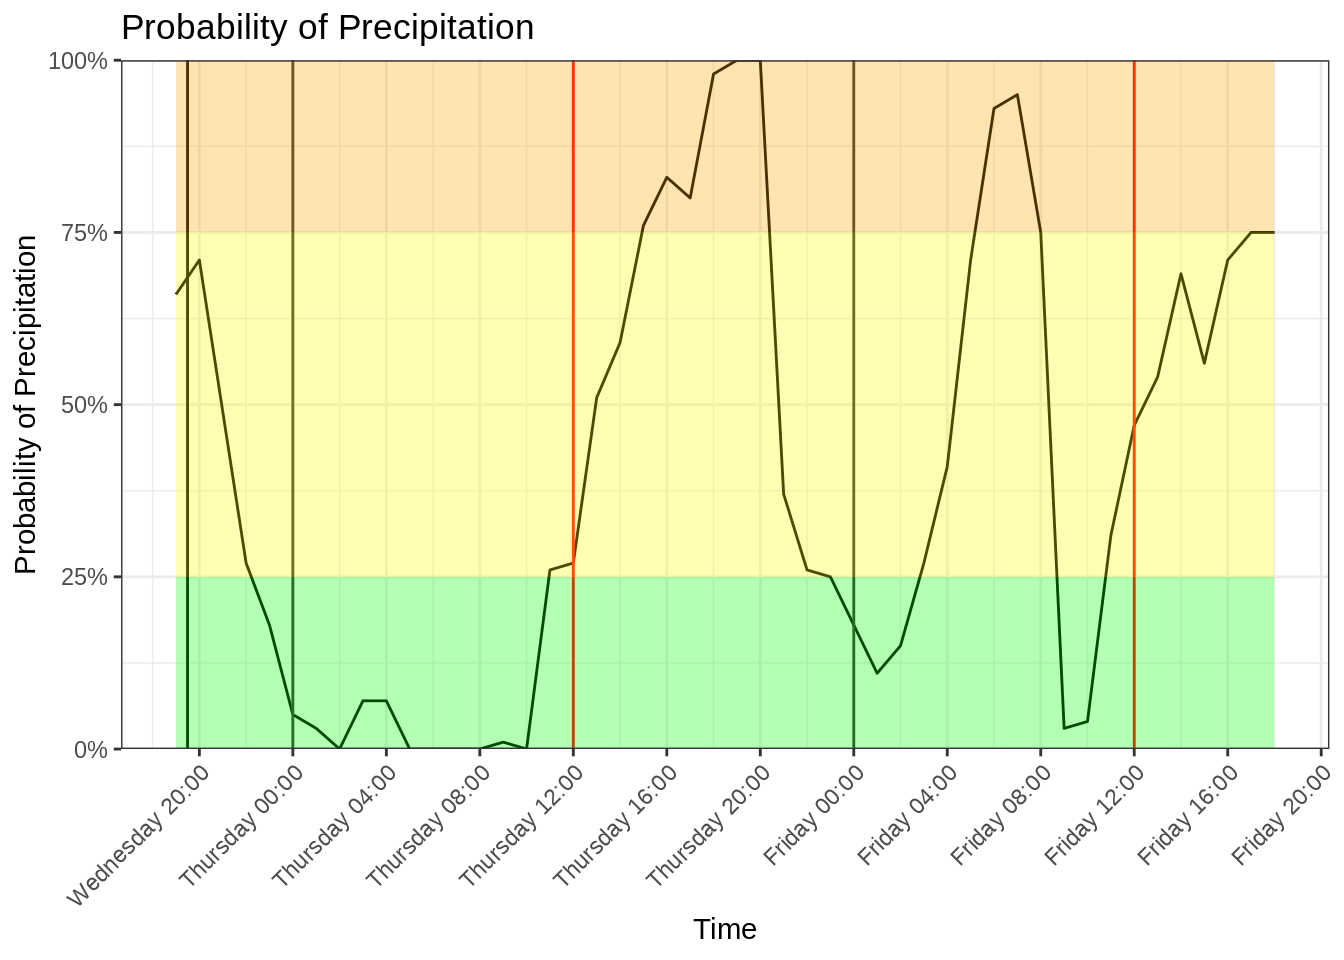 Probability of Precipitation
Probability of Precipitation
100%
75%
50%
25%
0%
Wednesday 20:00
Thursday 00:00
Thursday 04:00
Thursday 08:00
Thursday 12:00
Thursday 16:00
Thursday 20:00
Friday 00:00
Friday 04:00
Friday 08:00
Friday 12:00
Friday 16:00
Friday 20:00
Time